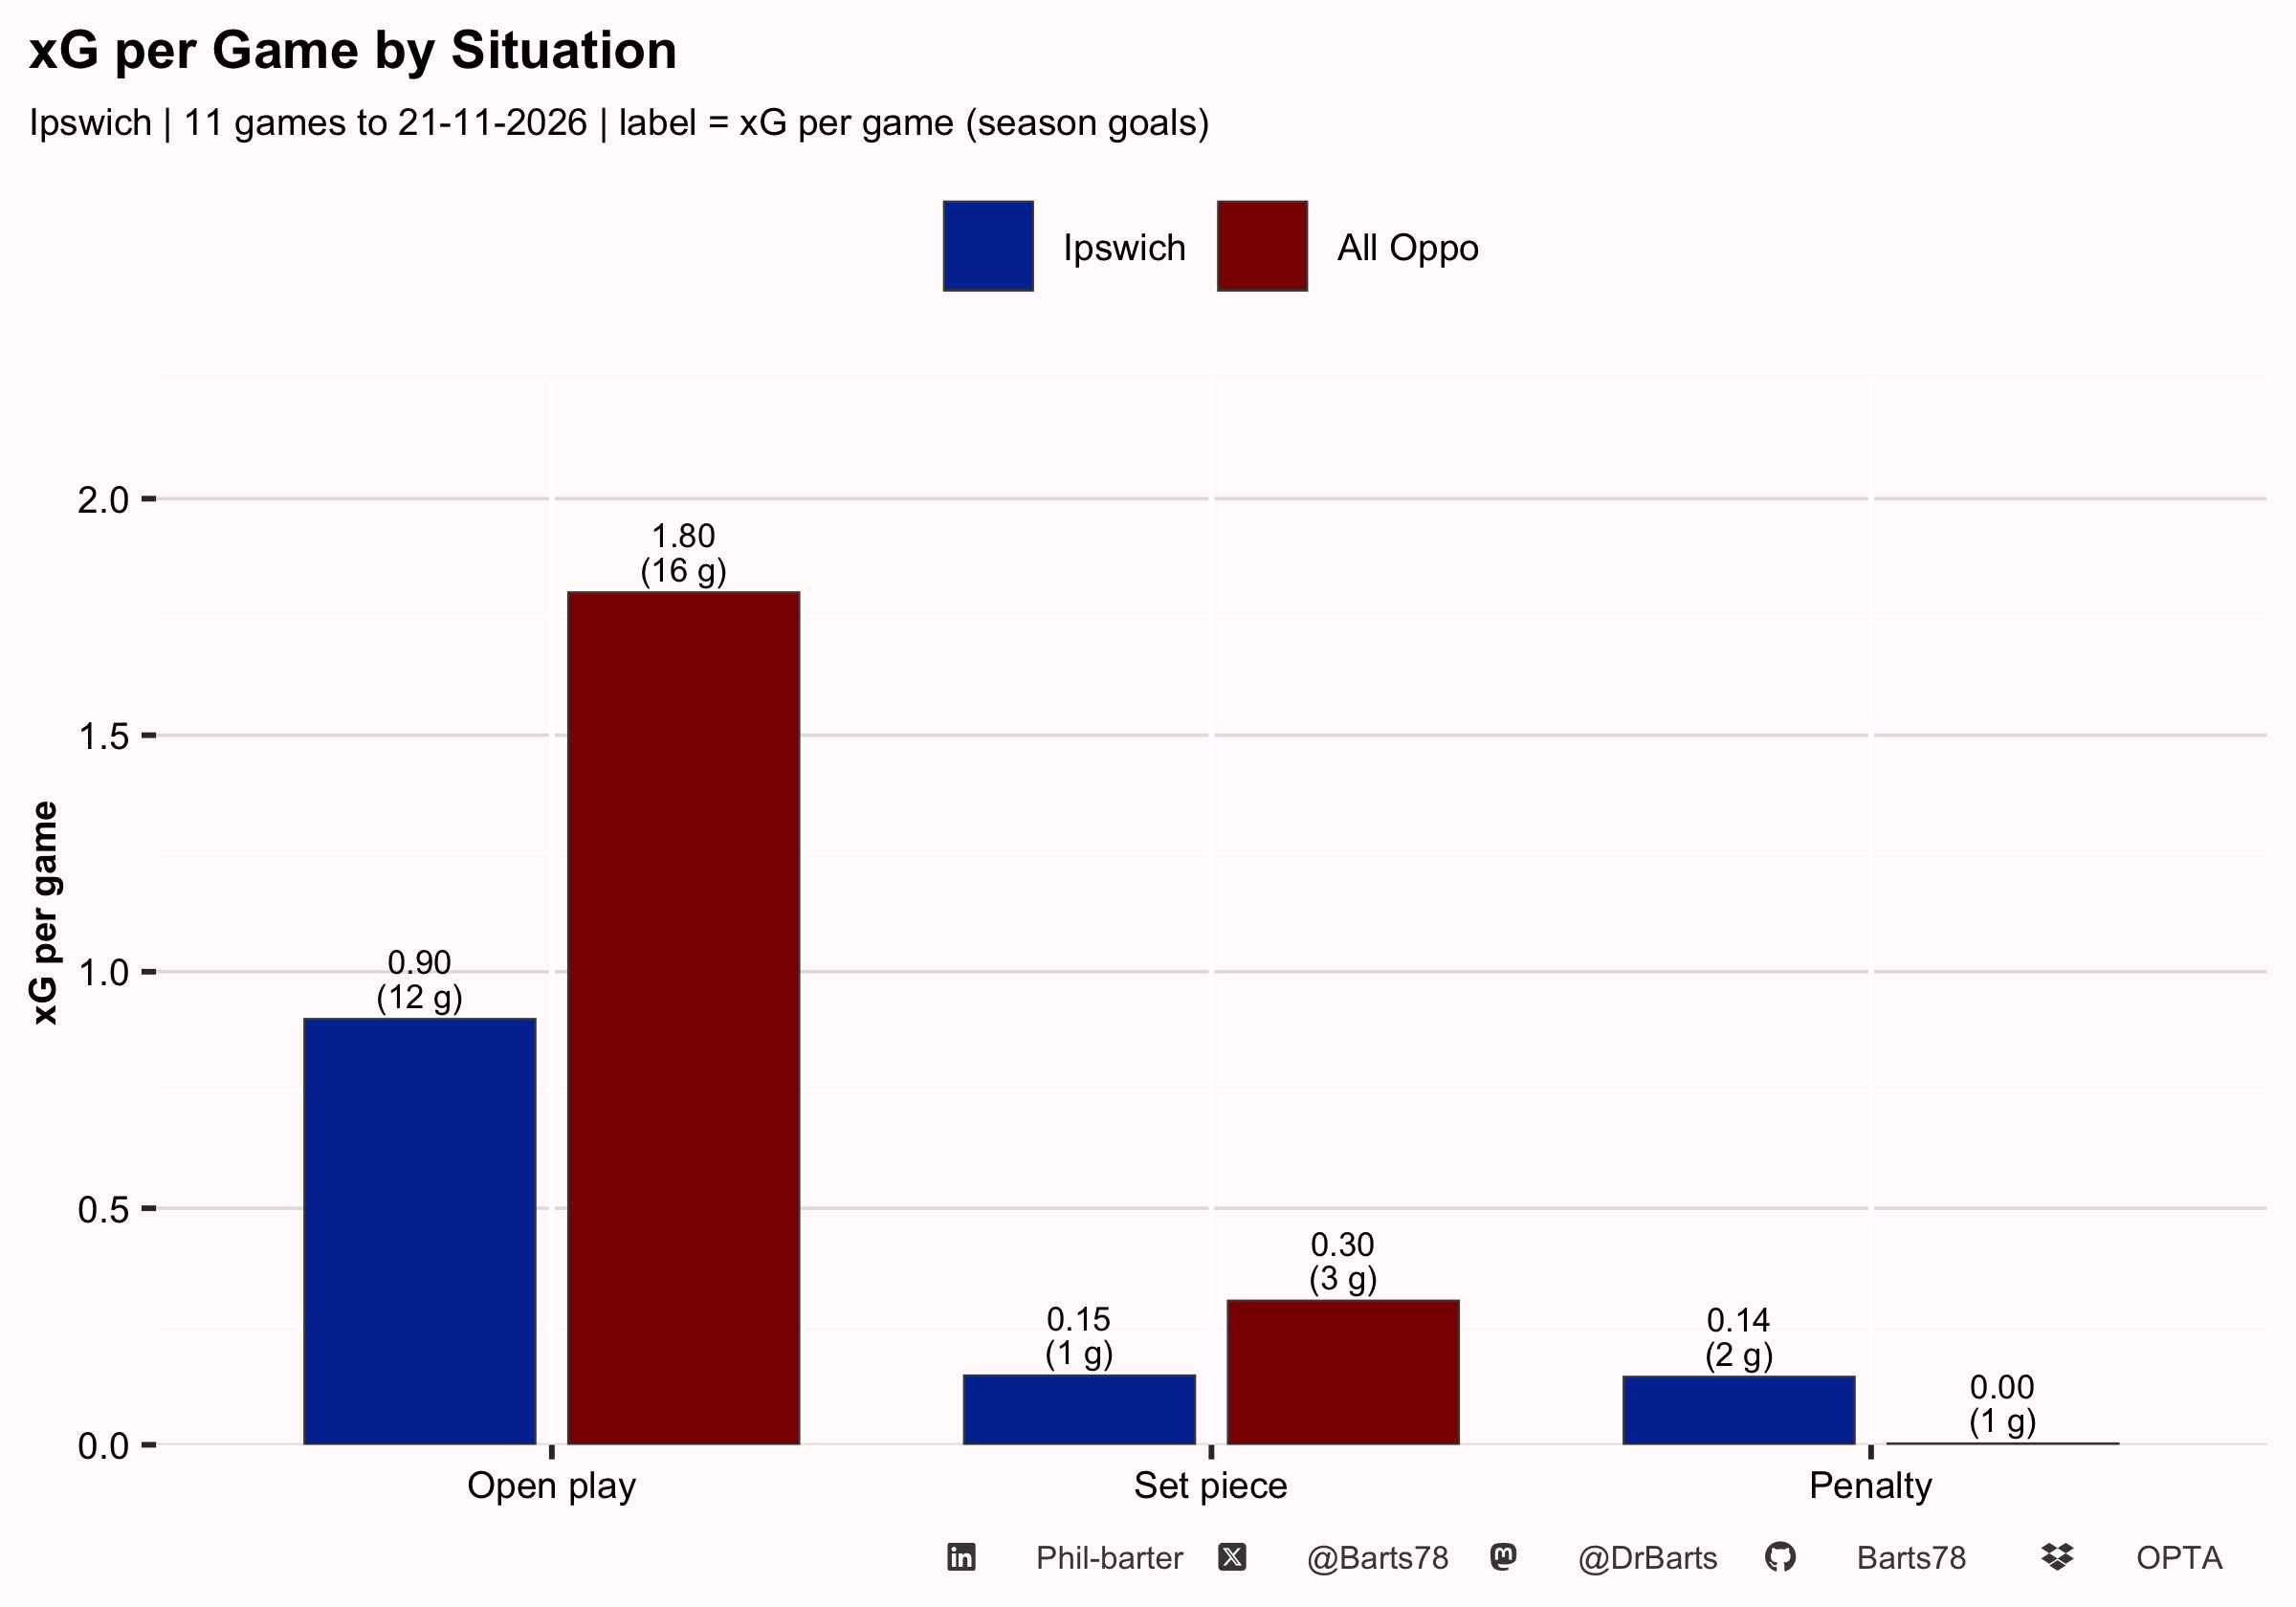 xG per Game by Situation
Ipswich | 11 games to 21-11-2026 | label = xG per game (season goals)
Ipswich
All Oppo
xG per game
2.0
1.5
1.0
0.5
0.0
0.90
(12 g)
1.80
(16 g)
0.15
(1 g)
0.30
(3 g)
0.14
(2 g)
0.00
(1 g)
Open play
Set piece
Penalty
Phil-barter
@Barts78
@DrBarts
Barts78
OPTA